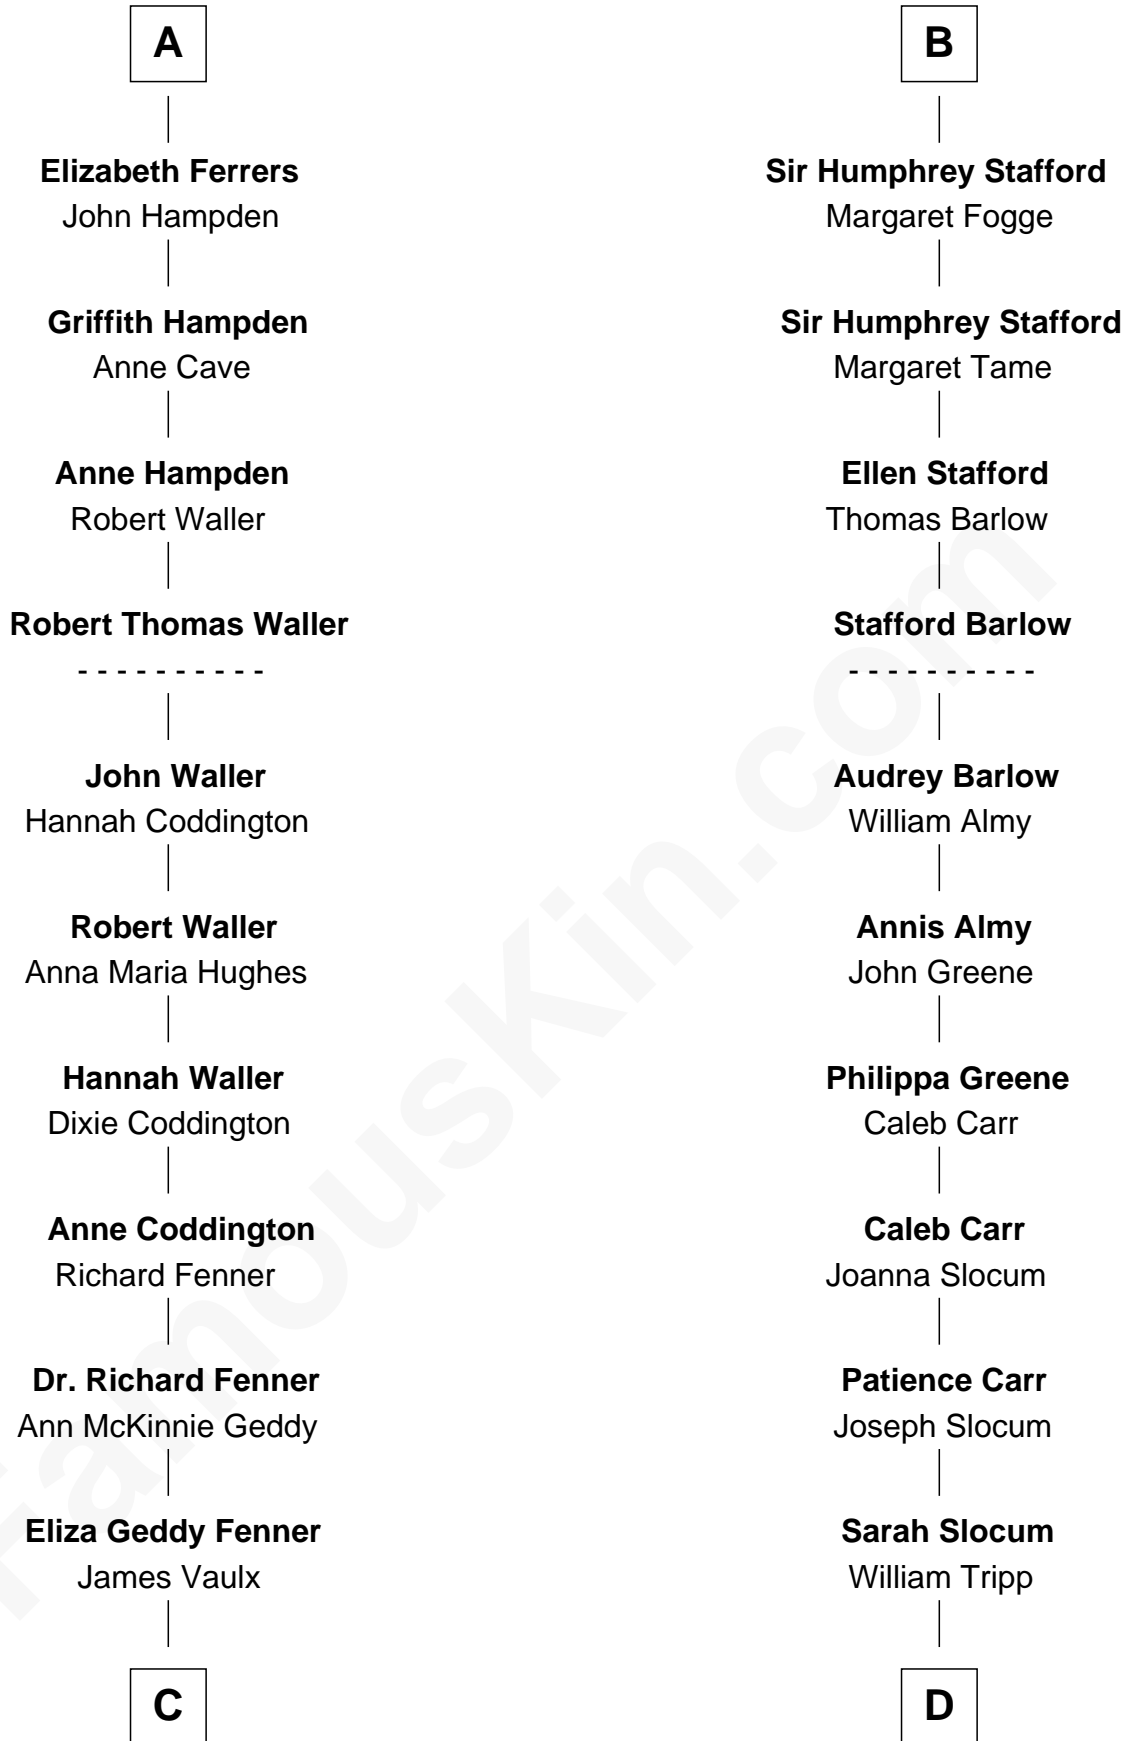 A
Elizabeth Ferrers
John Hampden
Griffith Hampden
Anne Cave
Anne Hampden
Robert Waller
Robert Thomas Waller
- - - - - - - - - -
John Waller
Hannah Coddington
Robert Waller
Anna Maria Hughes
Hannah Waller
Dixie Coddington
Anne Coddington
Richard Fenner
Dr. Richard Fenner
Ann McKinnie Geddy
Eliza Geddy Fenner
James Vaulx
C
B
Sir Humphrey Stafford
Margaret Fogge
Sir Humphrey Stafford
Margaret Tame
Ellen Stafford
Thomas Barlow
Stafford Barlow
- - - - - - - - - -
Audrey Barlow
William Almy
Annis Almy
John Greene
Philippa Greene
Caleb Carr
Caleb Carr
Joanna Slocum
Patience Carr
Joseph Slocum
Sarah Slocum
William Tripp
D
FamousKin.com